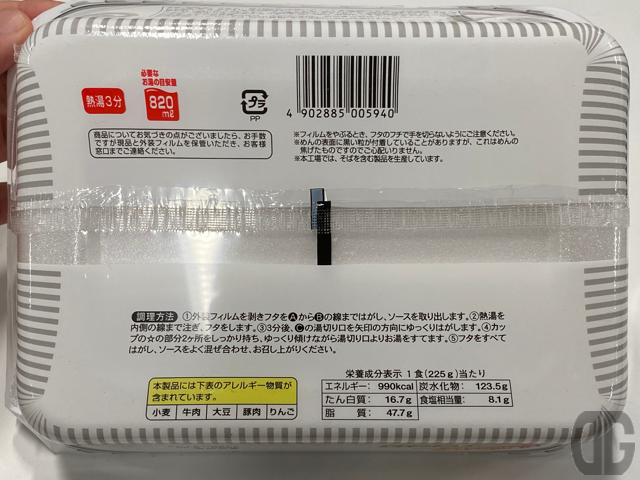 熱湯3分
必要な
お湯の目安量
820
mℓ
プラ
PP
4 902885 005940
商品についてお気づきの点がございましたら、お手数
ですが現品と外装フィルムを保管いただき、お客様
窓口までご連絡ください。
※フィルムをやぶるとき、フタのフチで手を切らないようにご注意ください。
※めんの表面に黒い粒が付着していることがありますが、これはめんの
焦げたものですのでご心配いりません。
※本工場では、そばを含む製品を生産しています。
調理方法 ①外装フィルムを剥きフタをAからBの線まではがし、ソースを取り出します。②熱湯を
内側の線まで注ぎ、フタをします。③3分後、Cの湯切り口を矢印の方向にゆっくりはがします。④カッ
プの☆の部分2ヶ所をしっかり持ち、ゆっくり傾けながら湯切り口よりお湯をすてます。⑤フタをすべて
はがし、ソースをよく混ぜ合わせ、お召し上がりください。
本製品には下表のアレルギー物質が
含まれています。
小麦 牛肉 大豆 豚肉 りんご
栄養成分表示 1食(225g)当たり
エネルギー: 990kcal 炭水化物: 123.5g
たん白質: 16.7g 食塩相当量: 8.1g
脂質: 47.7g
DG